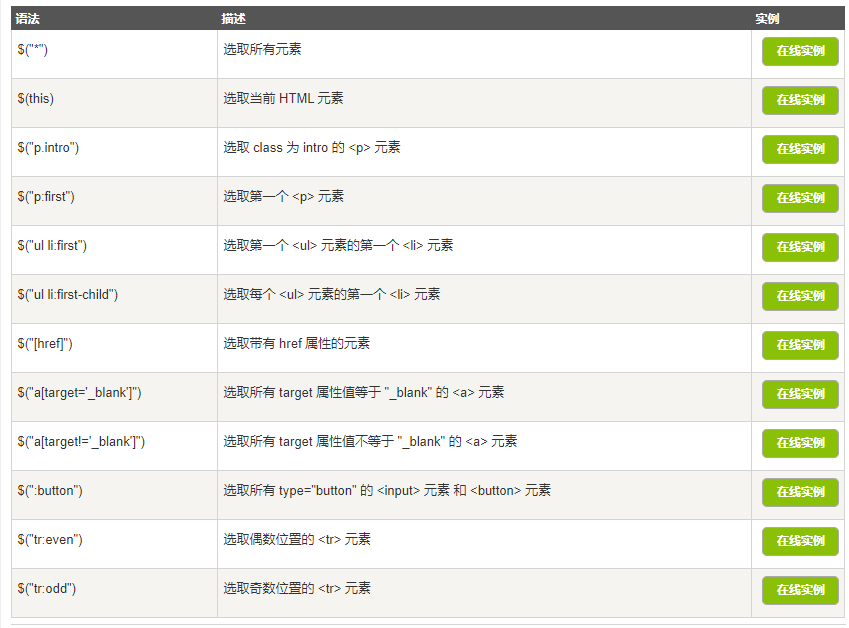 语法 描述 实例
$("*") 选取所有元素 在线实例
$(this) 选取当前 HTML 元素 在线实例
$("p.intro") 选取 class 为 intro 的 <p> 元素 在线实例
$("p:first") 选取第一个 <p> 元素 在线实例
$("ul li:first") 选取第一个 <ul> 元素的第一个 <li> 元素 在线实例
$("ul li:first-child") 选取每个 <ul> 元素的第一个 <li> 元素 在线实例
$("[href]") 选取带有 href 属性的元素 在线实例
$("a[target='_blank']") 选取所有 target 属性值等于 "_blank" 的 <a> 元素 在线实例
$("a[target!='_blank']") 选取所有 target 属性值不等于 "_blank" 的 <a> 元素 在线实例
$(":button") 选取所有 type="button" 的 <input> 元素 和 <button> 元素 在线实例
$("tr:even") 选取偶数位置的 <tr> 元素 在线实例
$("tr:odd") 选取奇数位置的 <tr> 元素 在线实例